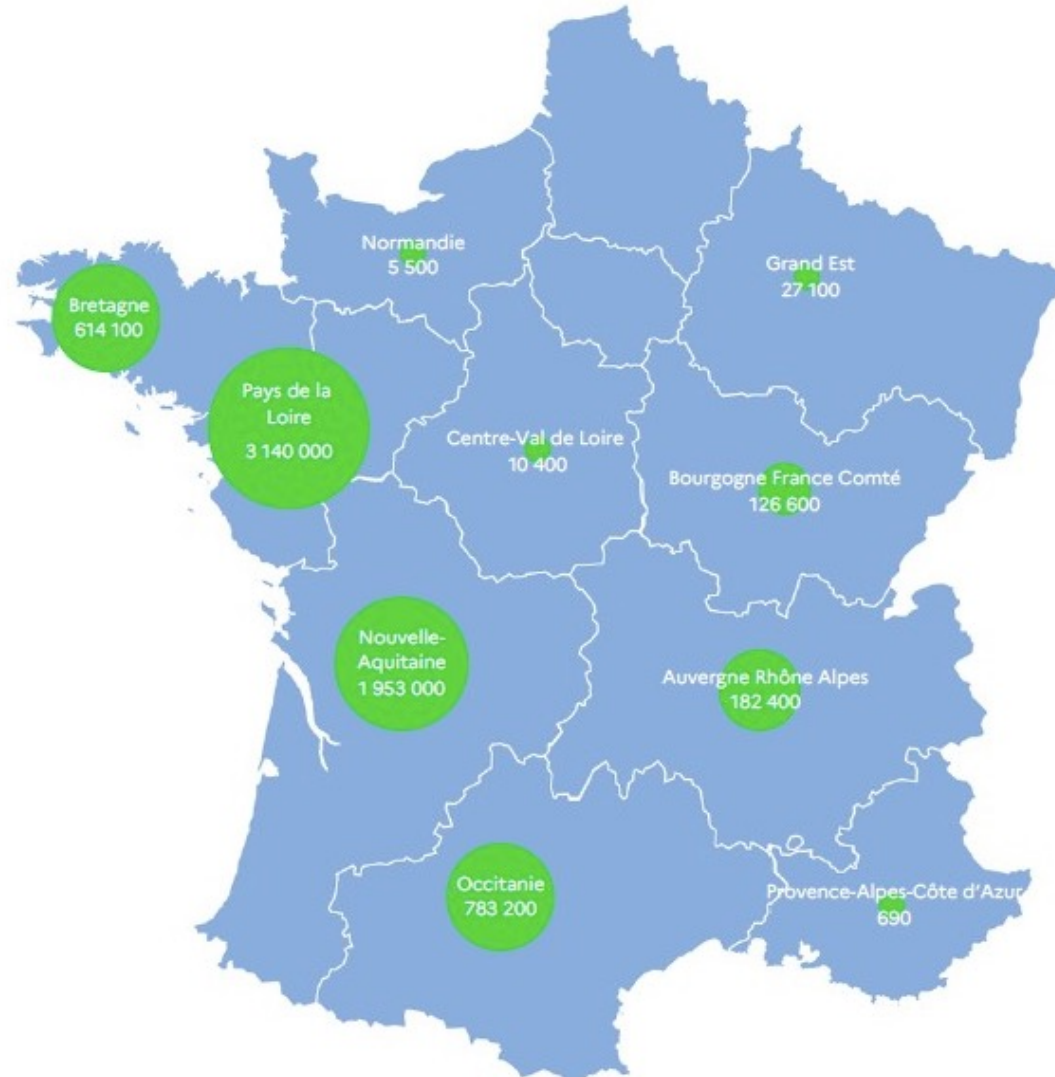 Normandie
5 500
Grand Est
27 100
Bretagne
614 100
Pays de la
Loire
3 140 000
Centre-Val de Loire
10 400
Bourgogne France Comté
126 600
Nouvelle-
Aquitaine
1 953 000
Auvergne Rhône Alpes
182 400
Occitanie
783 200
Provence-Alpes-Côte d'Azur
690